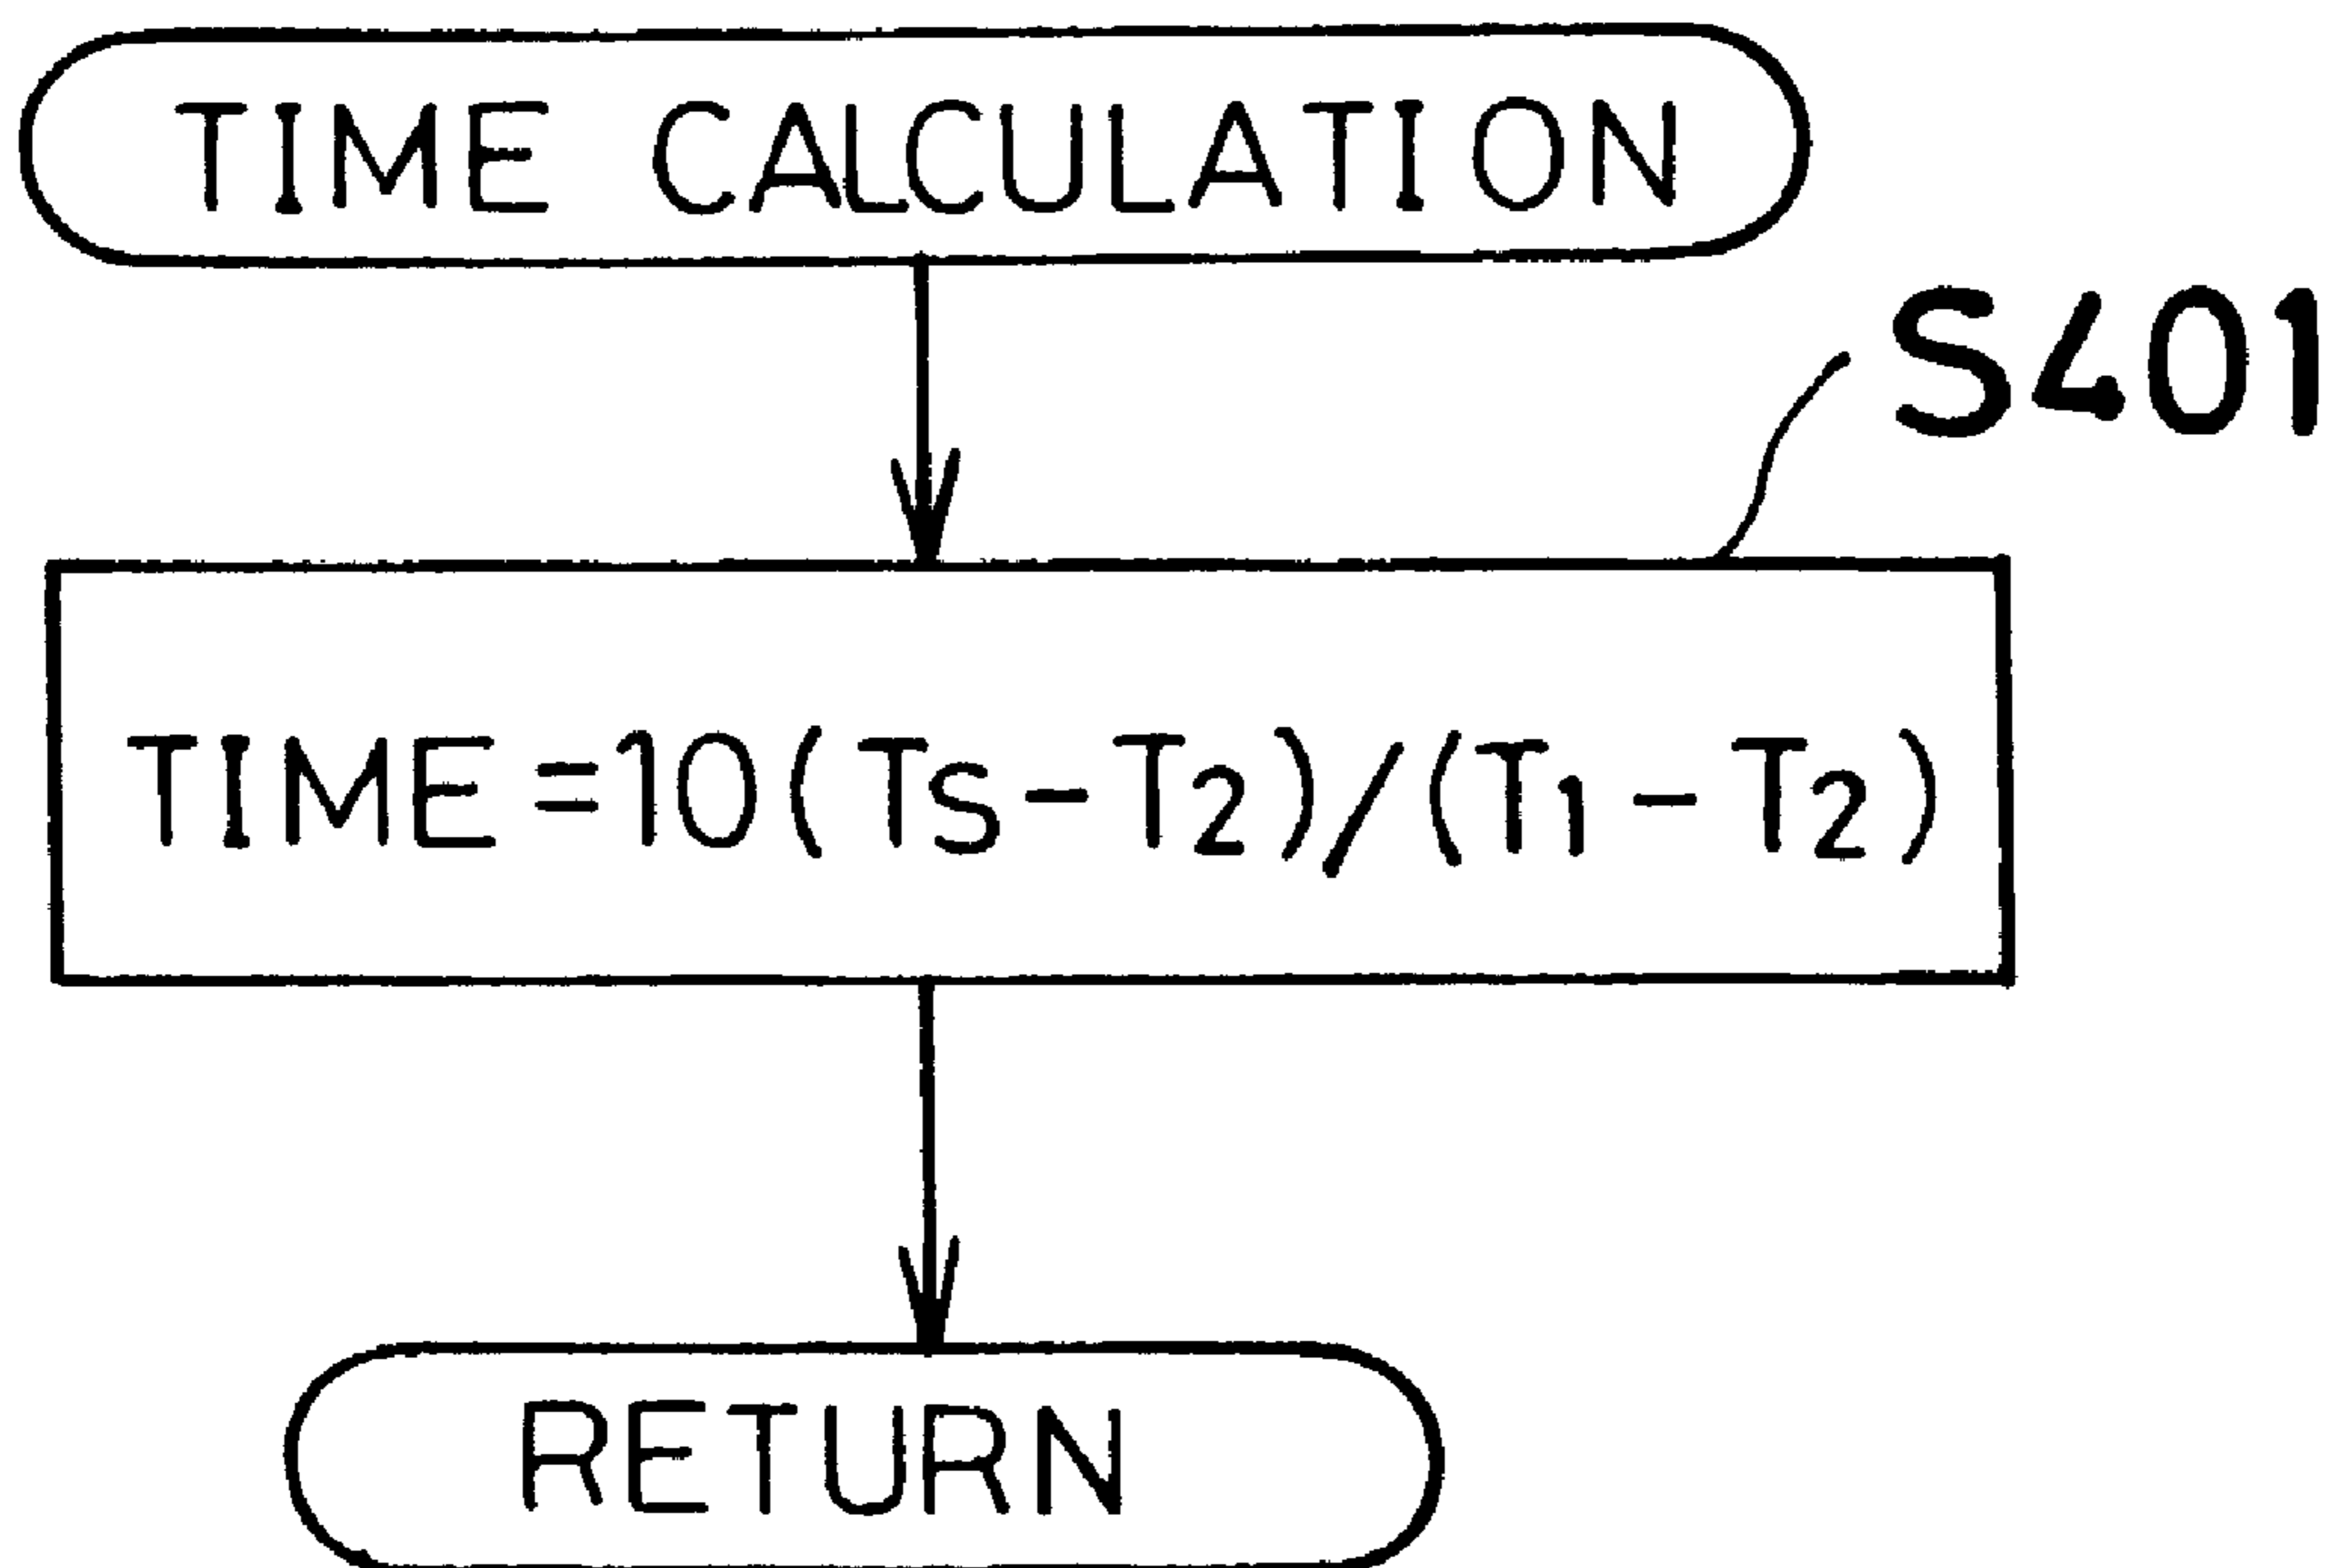 TIME CALCULATION
S401
TIME = 10(Ts-T2)/(T1-T2)
RETURN